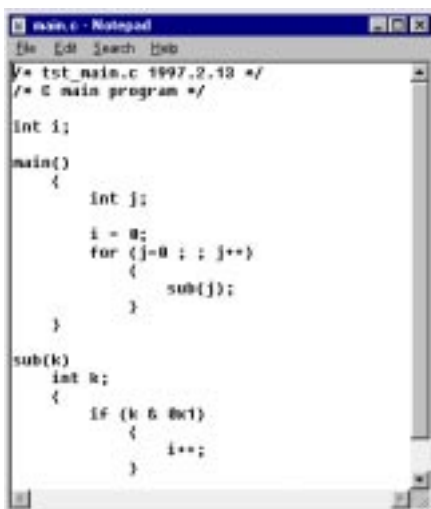 main.c - Notepad
File Edit Search Help
/* tst_main.c 1997.2.13 */
/* C main program */
int i;
main()
{
int j;
i = 0;
for (j=0 ; ; j++)
{
sub(j);
}
}
sub(k)
int k;
{
if (k & 0x1)
{
i++;
}